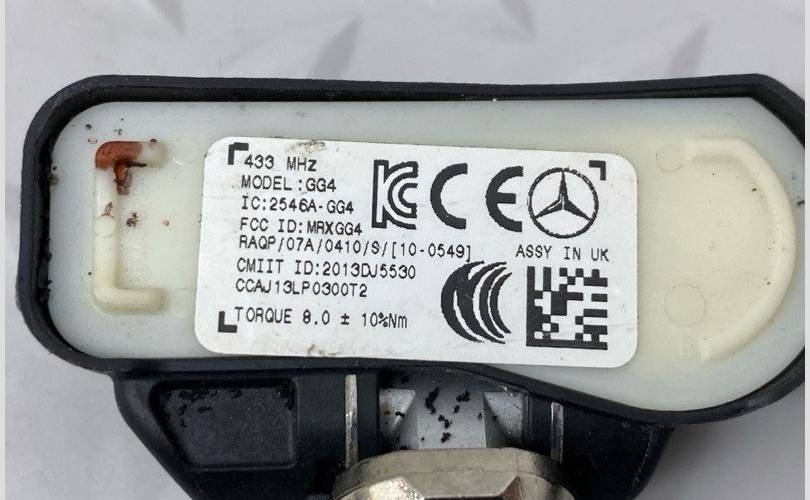 433 MHz
MODEL:GG4
IC:2546A-GG4
FCC ID:MRXGG4
RAQP/07A/0410/S/[10-0549]
ASSY IN UK
CMIIT ID:2013DJ5530
CCAJ13LP0300T2
TORQUE 8.0 ± 10%Nm